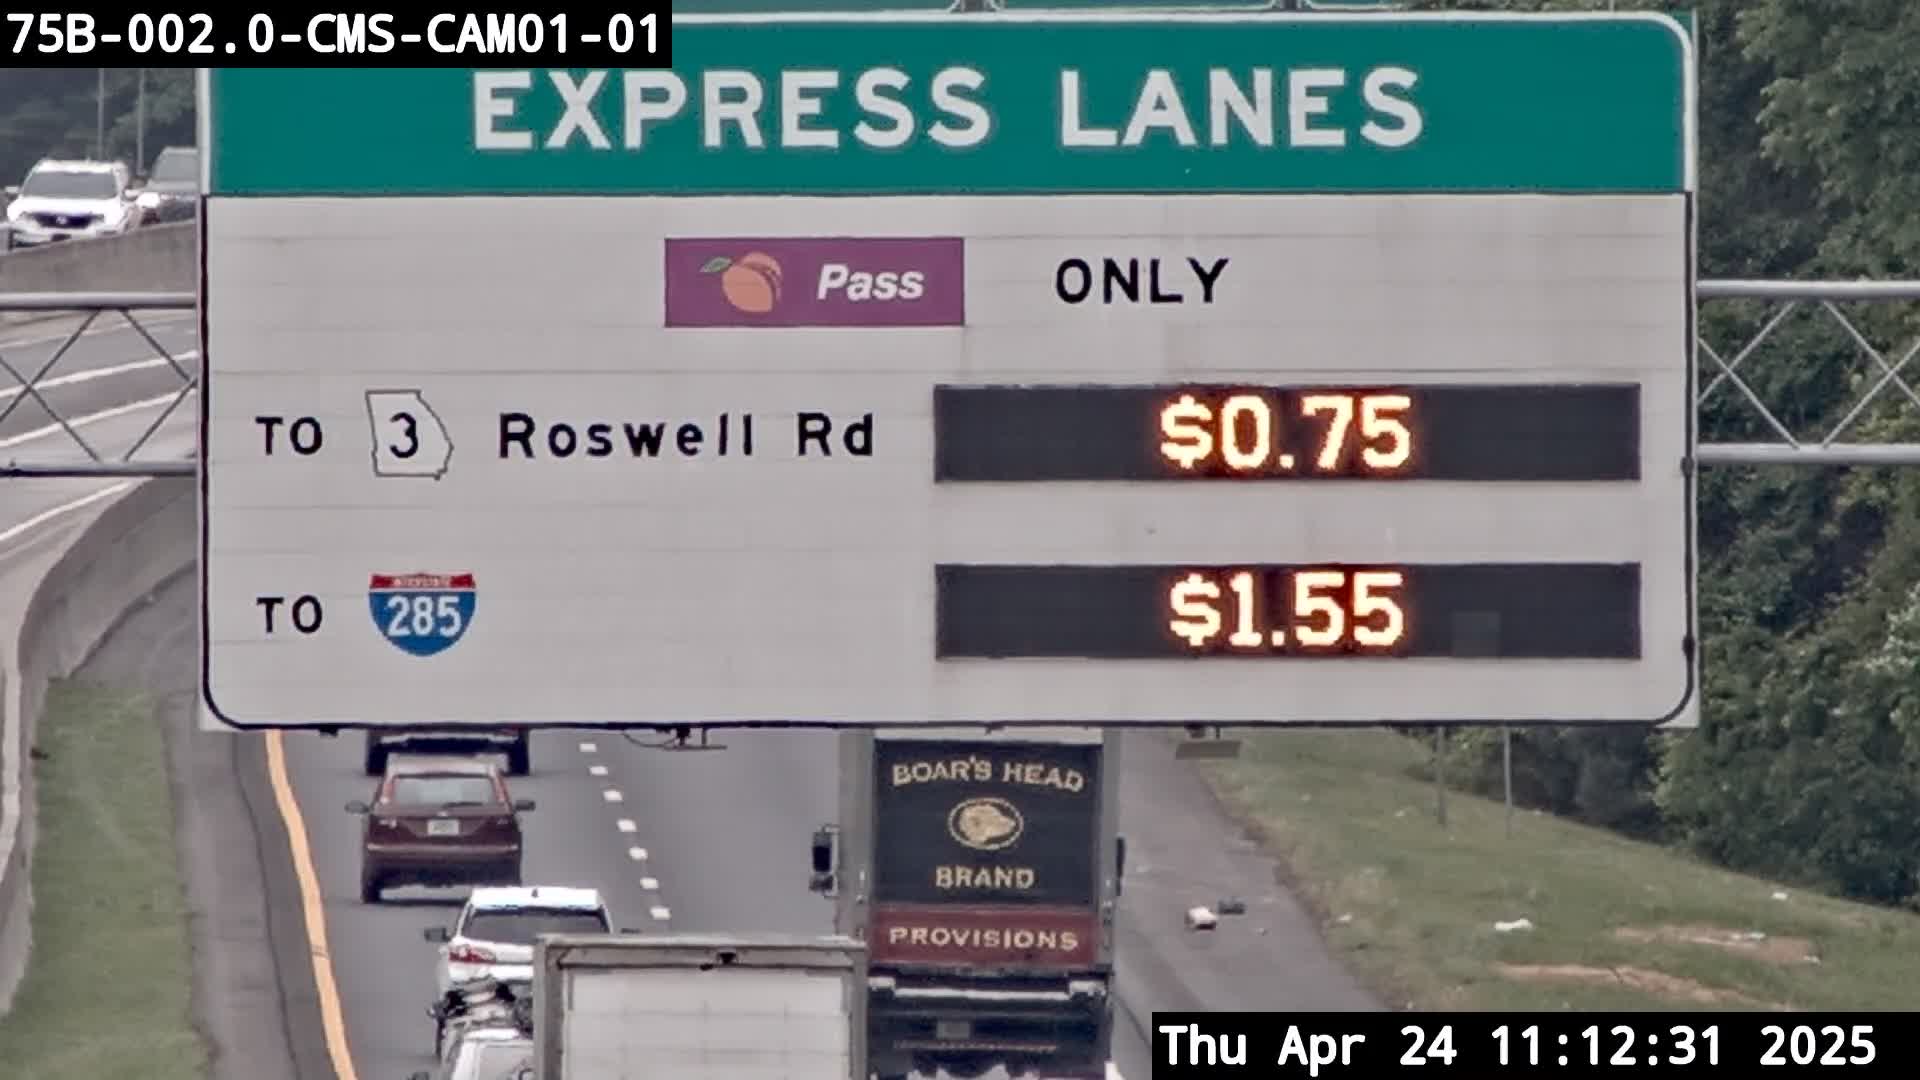 75B-002.0-CMS-CAM01-01
EXPRESS LANES
Pass ONLY
TO 3 Roswell Rd $0.75
INTERSTATE
TO 285 $1.55
BOAR'S HEAD
BRAND
PROVISIONS
Thu Apr 24 11:12:31 2025